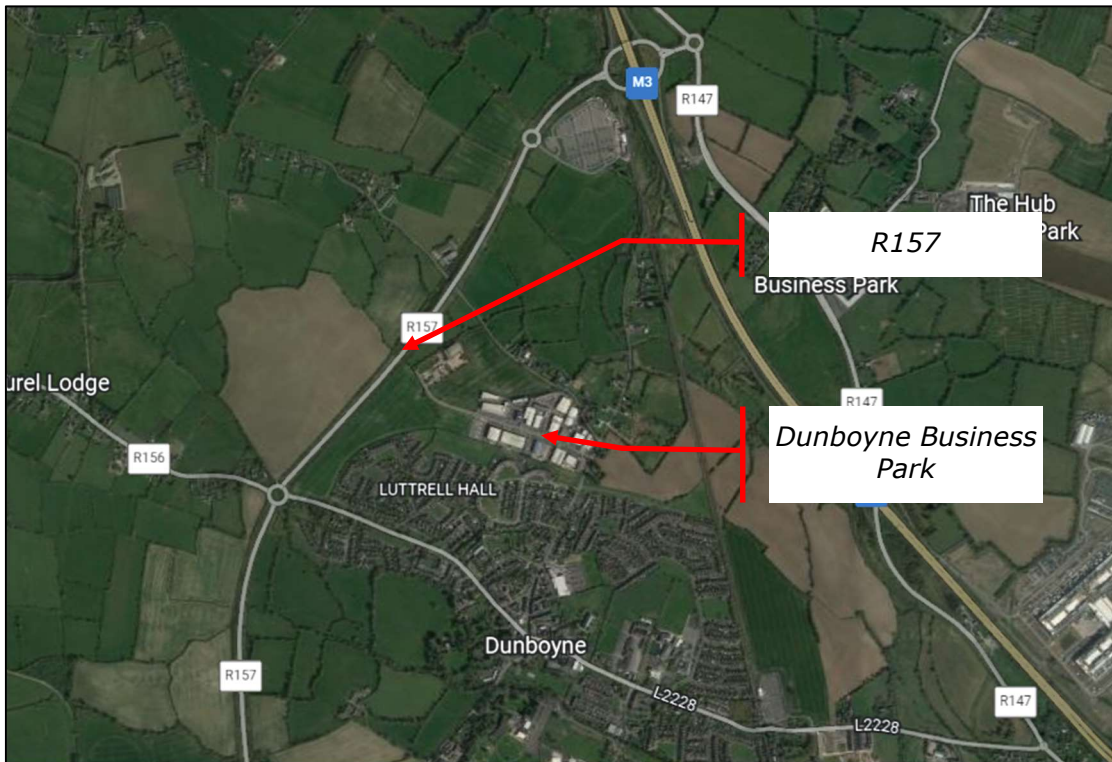 M3
R147
The Hub
Park
R157
Business Park
R157
urel Lodge
R147
Dunboyne Business
Park
R156
LUTTRELL HALL
Dunboyne
R157
L2228
R147
L2228